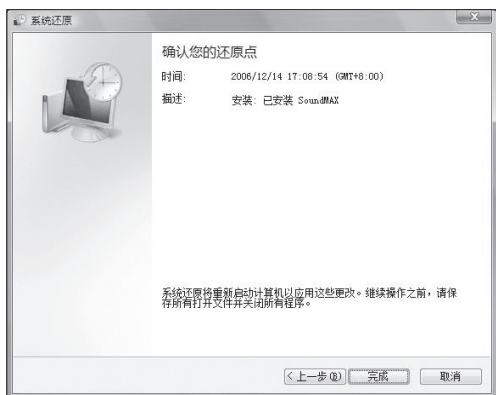 系统还原
确认您的还原点
时间: 2006/12/14 17:08:54 (GMT+8:00)
描述: 安装: 已安装 SoundMAX
系统还原将重新启动计算机以应用这些更改。继续操作之前，请保
存所有打开文件并关闭所有程序。
<上一步(B) 完成 取消